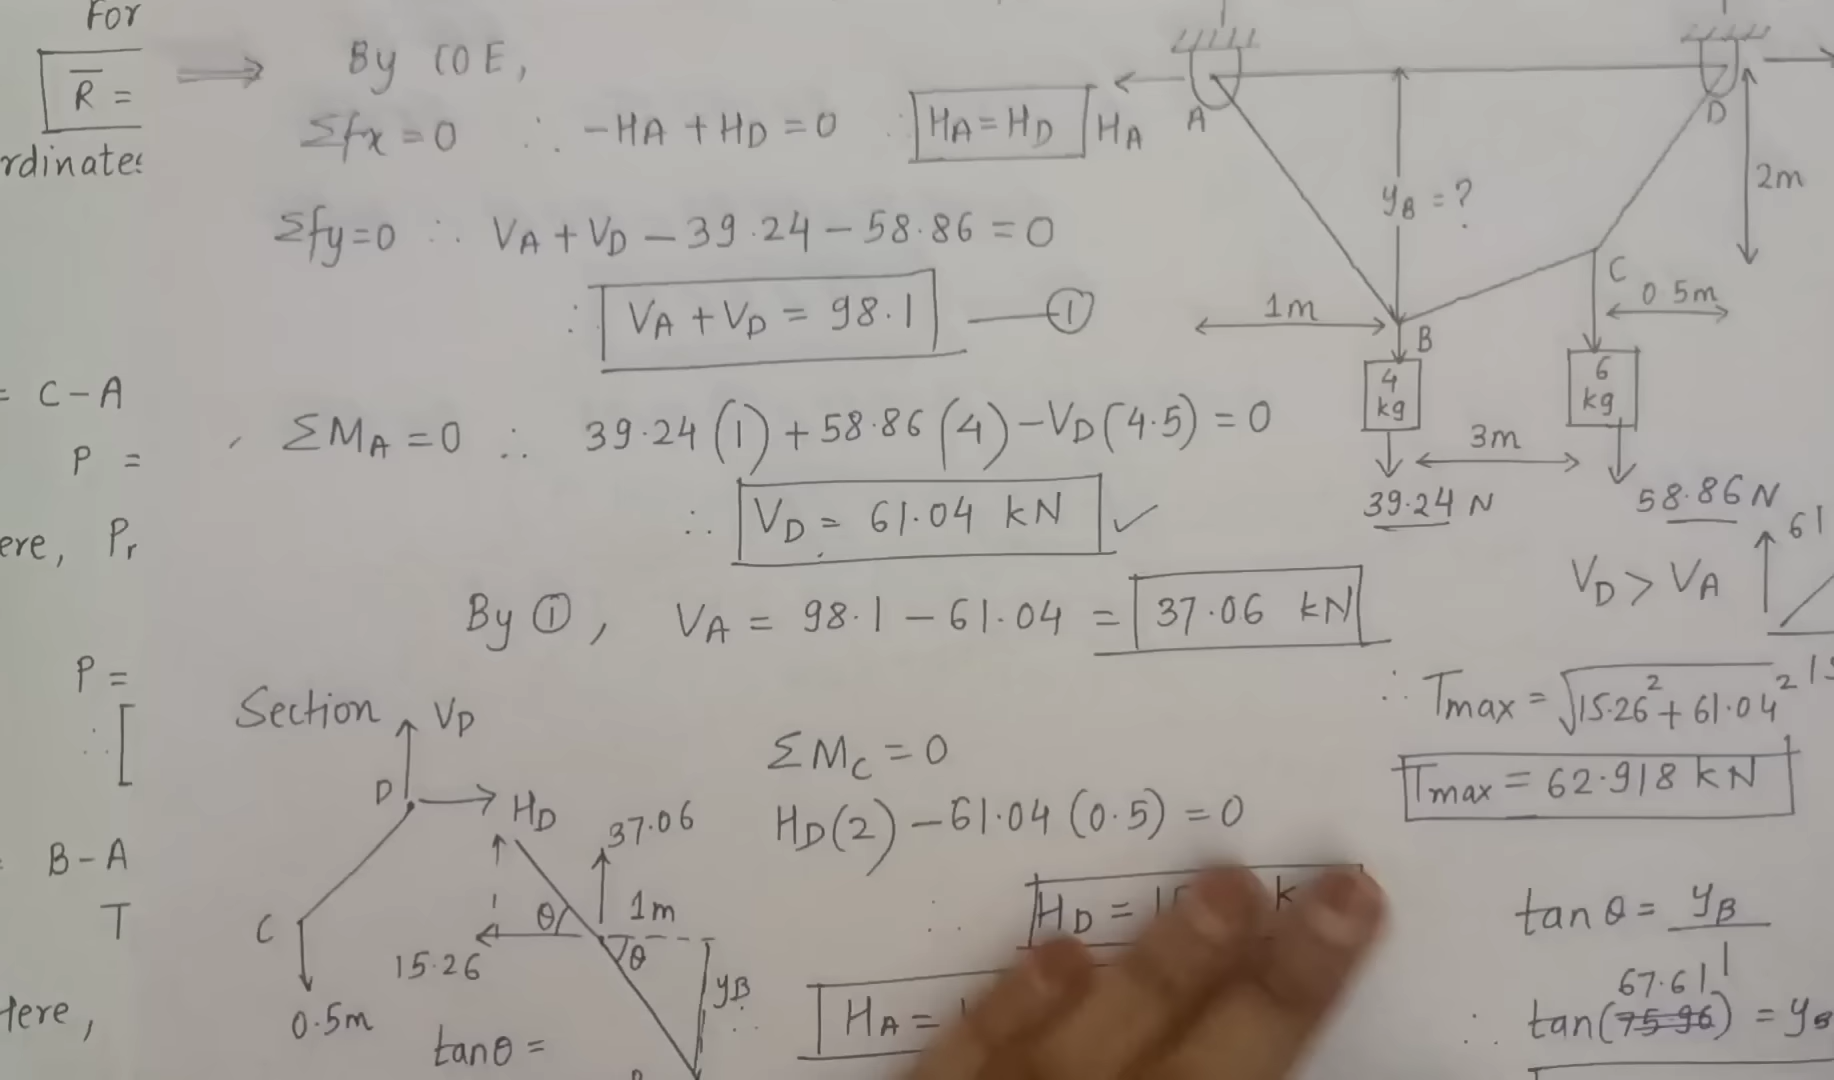 For
R̅ =
rdinates
= C-A
P =
ere, Pr
P =
∴ [
= B-A
T
Here,
⟹ By COE,
Σfx = 0 ∴ -HA + HD = 0 ∴ HA = HD
Σfy = 0 ∴ VA + VD - 39.24 - 58.86 = 0
∴ VA + VD = 98.1 — ①
ΣMA = 0 ∴ 39.24 (1) + 58.86 (4) - VD (4.5) = 0
∴ VD = 61.04 kN ✓
By ①, VA = 98.1 - 61.04 = 37.06 kN
HA
A
D
yB = ?
2m
C
0.5m
1m
B
4 kg
6 kg
3m
39.24 N
58.86 N
61
VD > VA
∴ Tmax = √15.26² + 61.04²
Tmax = 62.918 kN
Section
VD
D
HD
C
0.5m
37.06
θ
1m
15.26
θ
yB
tanθ =
ΣMC = 0
HD(2) - 61.04 (0.5) = 0
∴ HD = 
∴ HA =
tan θ = yB
1
67.61
∴ tan(75.96) = yB